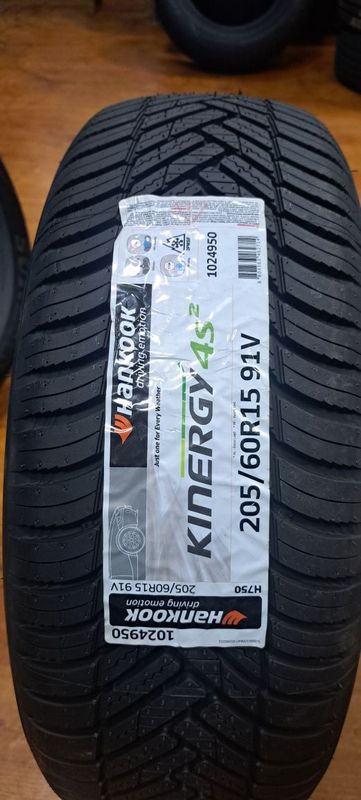 Hankook
driving emotion
Just one for Every Weather
KINERGY 4S²
1024950
205/60R15 91V
H750
205/60R15 91V
Hankook
driving emotion
1024950